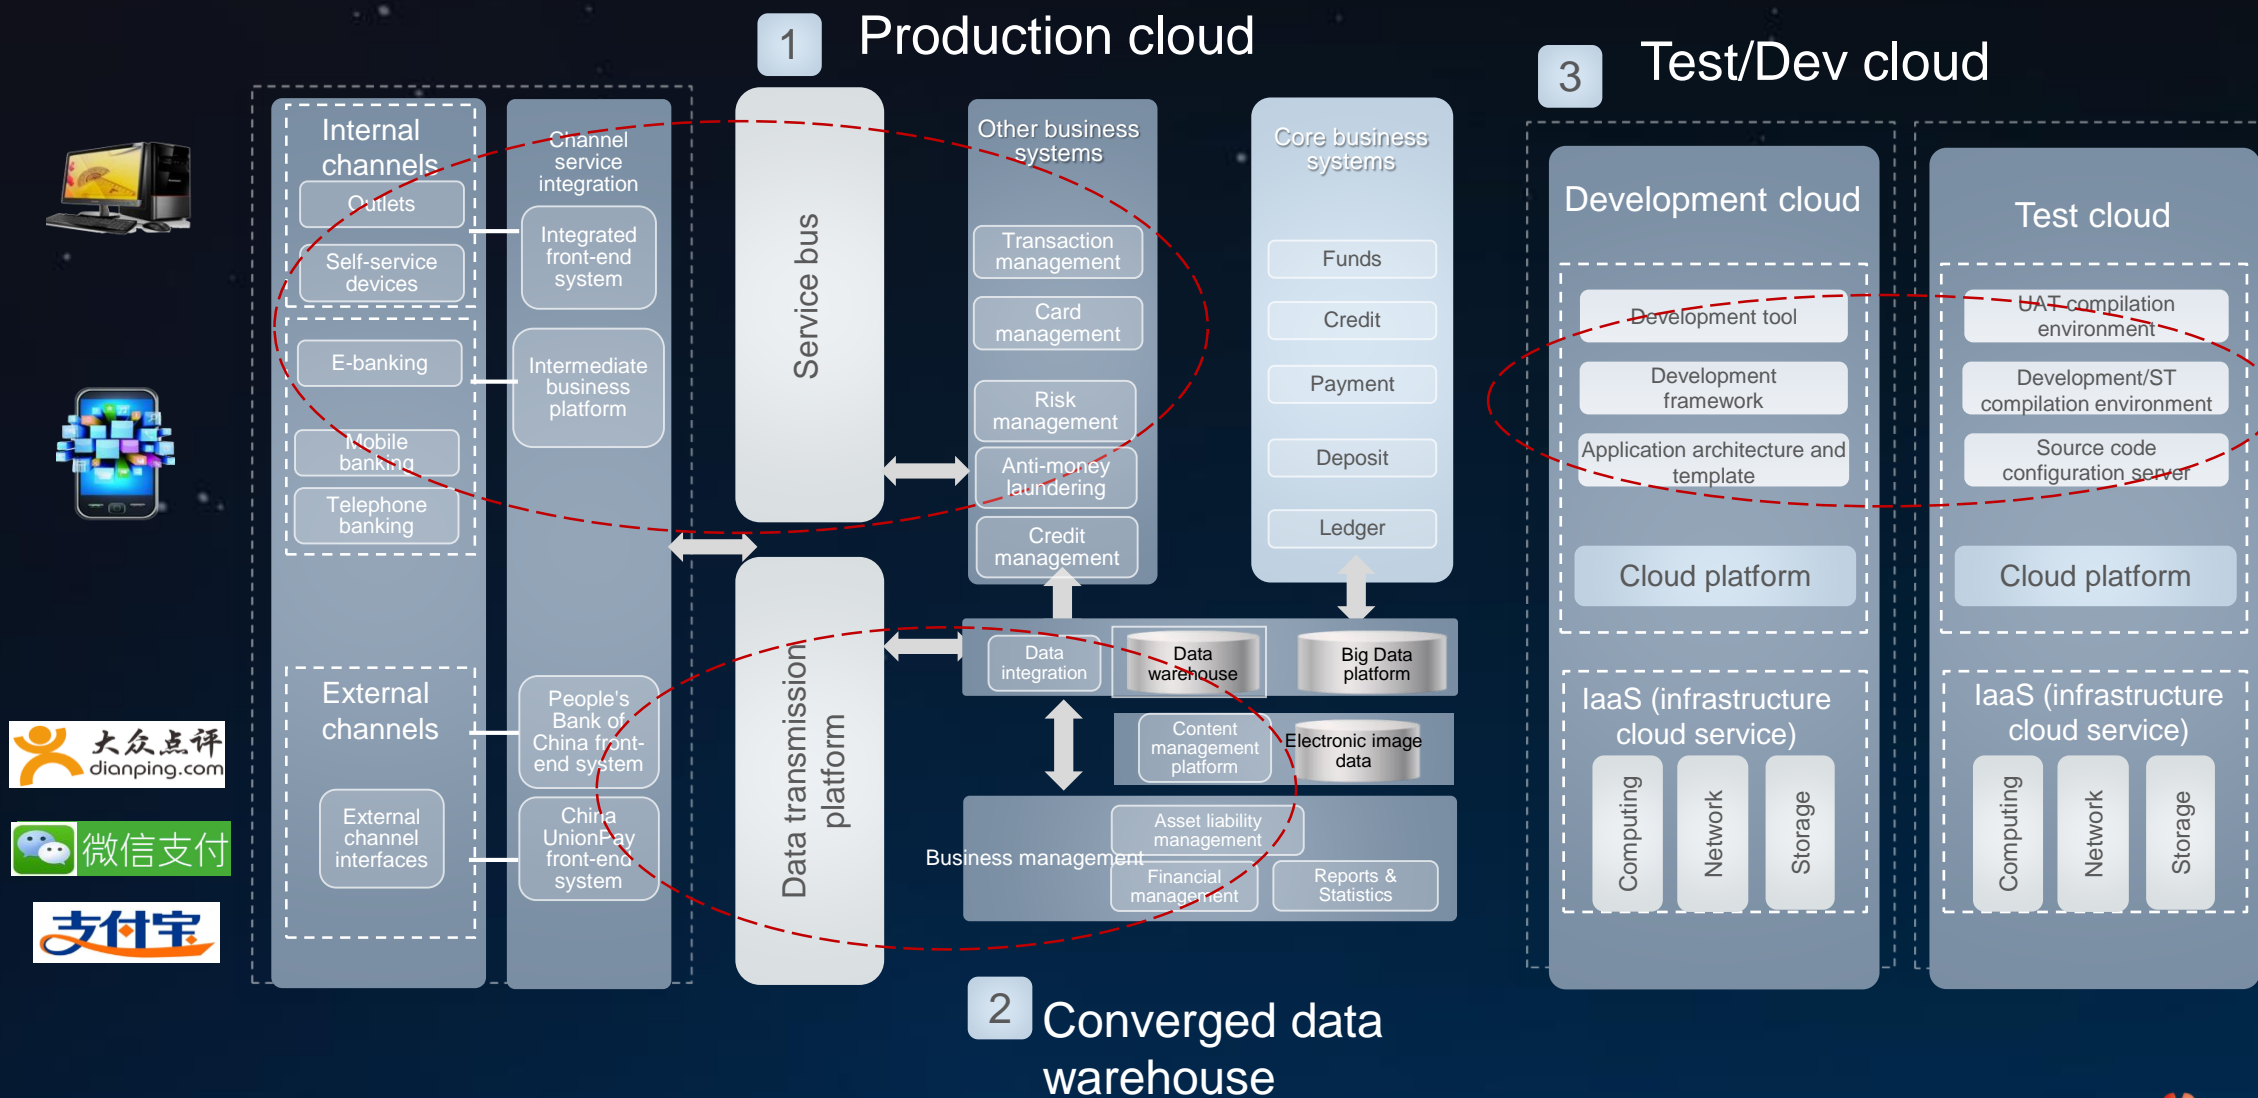 1
Production cloud
3
Test/Dev cloud
Internal
channels
Outlets
Self-service
devices
E-banking
Mobile
banking
Telephone
banking
External
channels
External
channel
interfaces
Channel
service
integration
Integrated
front-end
system
Intermediate
business
platform
People's
Bank of
China front-
end system
China
UnionPay
front-end
system
Service bus
Data transmission
platform
Other business
systems
Transaction
management
Card
management
Risk
management
Anti-money
laundering
Credit
management
Core business
systems
Funds
Credit
Payment
Deposit
Ledger
Data
integration
Data
warehouse
Big Data
platform
Content
management
platform
Electronic image
data
Business management
Asset liability
management
Financial
management
Reports &
Statistics
2
Converged data
warehouse
Development cloud
Development tool
Development
framework
Application architecture and
template
Cloud platform
IaaS (infrastructure
cloud service)
Computing
Network
Storage
Test cloud
UAT compilation
environment
Development/ST
compilation environment
Source code
configuration server
Cloud platform
IaaS (infrastructure
cloud service)
Computing
Network
Storage
大众点评
dianping.com
微信支付
支付宝